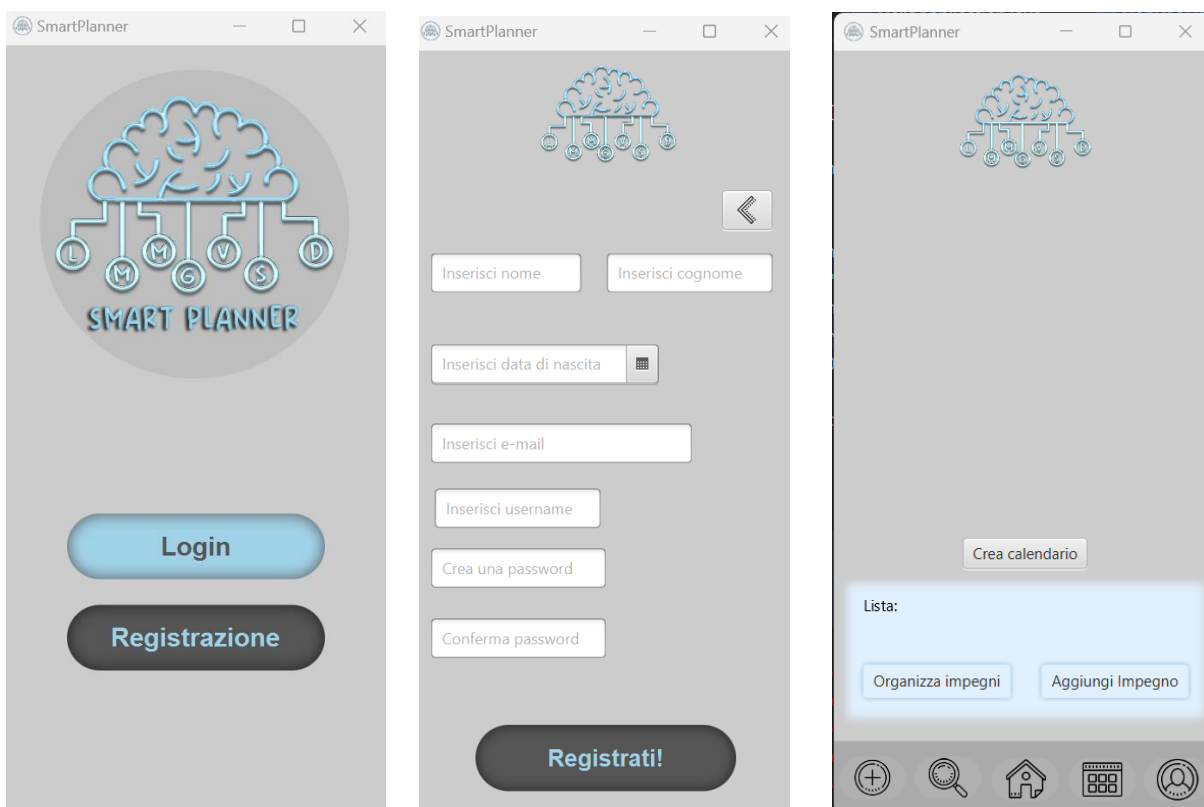 SmartPlanner
L M M G V S D
SMART PLANNER
Login
Registrazione
SmartPlanner
L M M G V S D
Inserisci nome
Inserisci cognome
Inserisci data di nascita
Inserisci e-mail
Inserisci username
Crea una password
Conferma password
Registrati!
SmartPlanner
L M M G V S D
Crea calendario
Lista:
Organizza impegni
Aggiungi Impegno